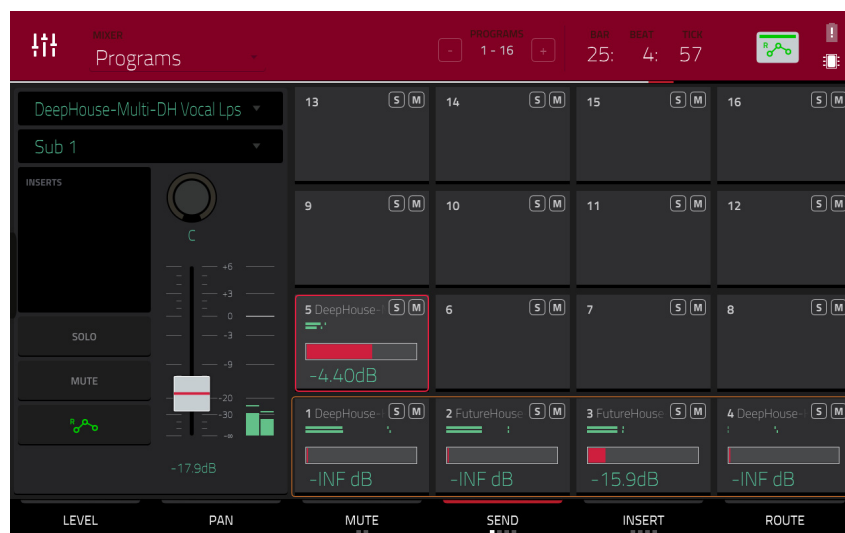 MIXER
Programs
PROGRAMS
- 1 - 16 +
BAR BEAT TICK
25: 4: 57
R
!
DeepHouse-Multi-DH Vocal Lps
Sub 1
INSERTS
C
+6
+3
0
-3
-9
-20
-30
-∞
-17.9dB
SOLO
MUTE
R
13 S M
14 S M
15 S M
16 S M
9 S M
10 S M
11 S M
12 S M
5 DeepHouse- S M
-4.40dB
6 S M
7 S M
8 S M
1 DeepHouse- S M
-INF dB
2 FutureHouse S M
-INF dB
3 FutureHouse S M
-15.9dB
4 DeepHouse- S M
-INF dB
LEVEL PAN MUTE SEND INSERT ROUTE